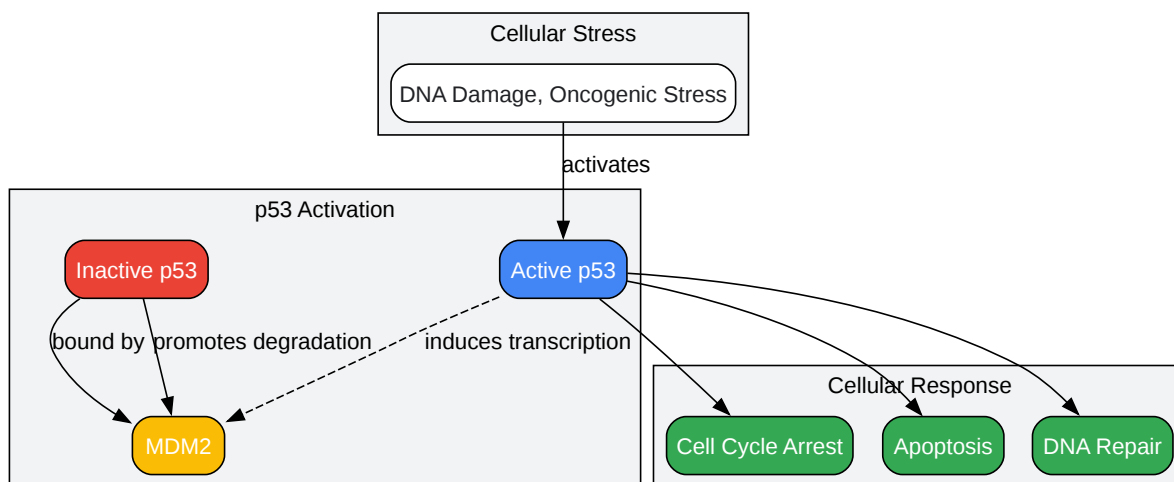 Cellular Stress
DNA Damage, Oncogenic Stress
activates
p53 Activation
Inactive p53
Active p53
bound by
promotes degradation
induces transcription
Cellular Response
MDM2
Cell Cycle Arrest
Apoptosis
DNA Repair